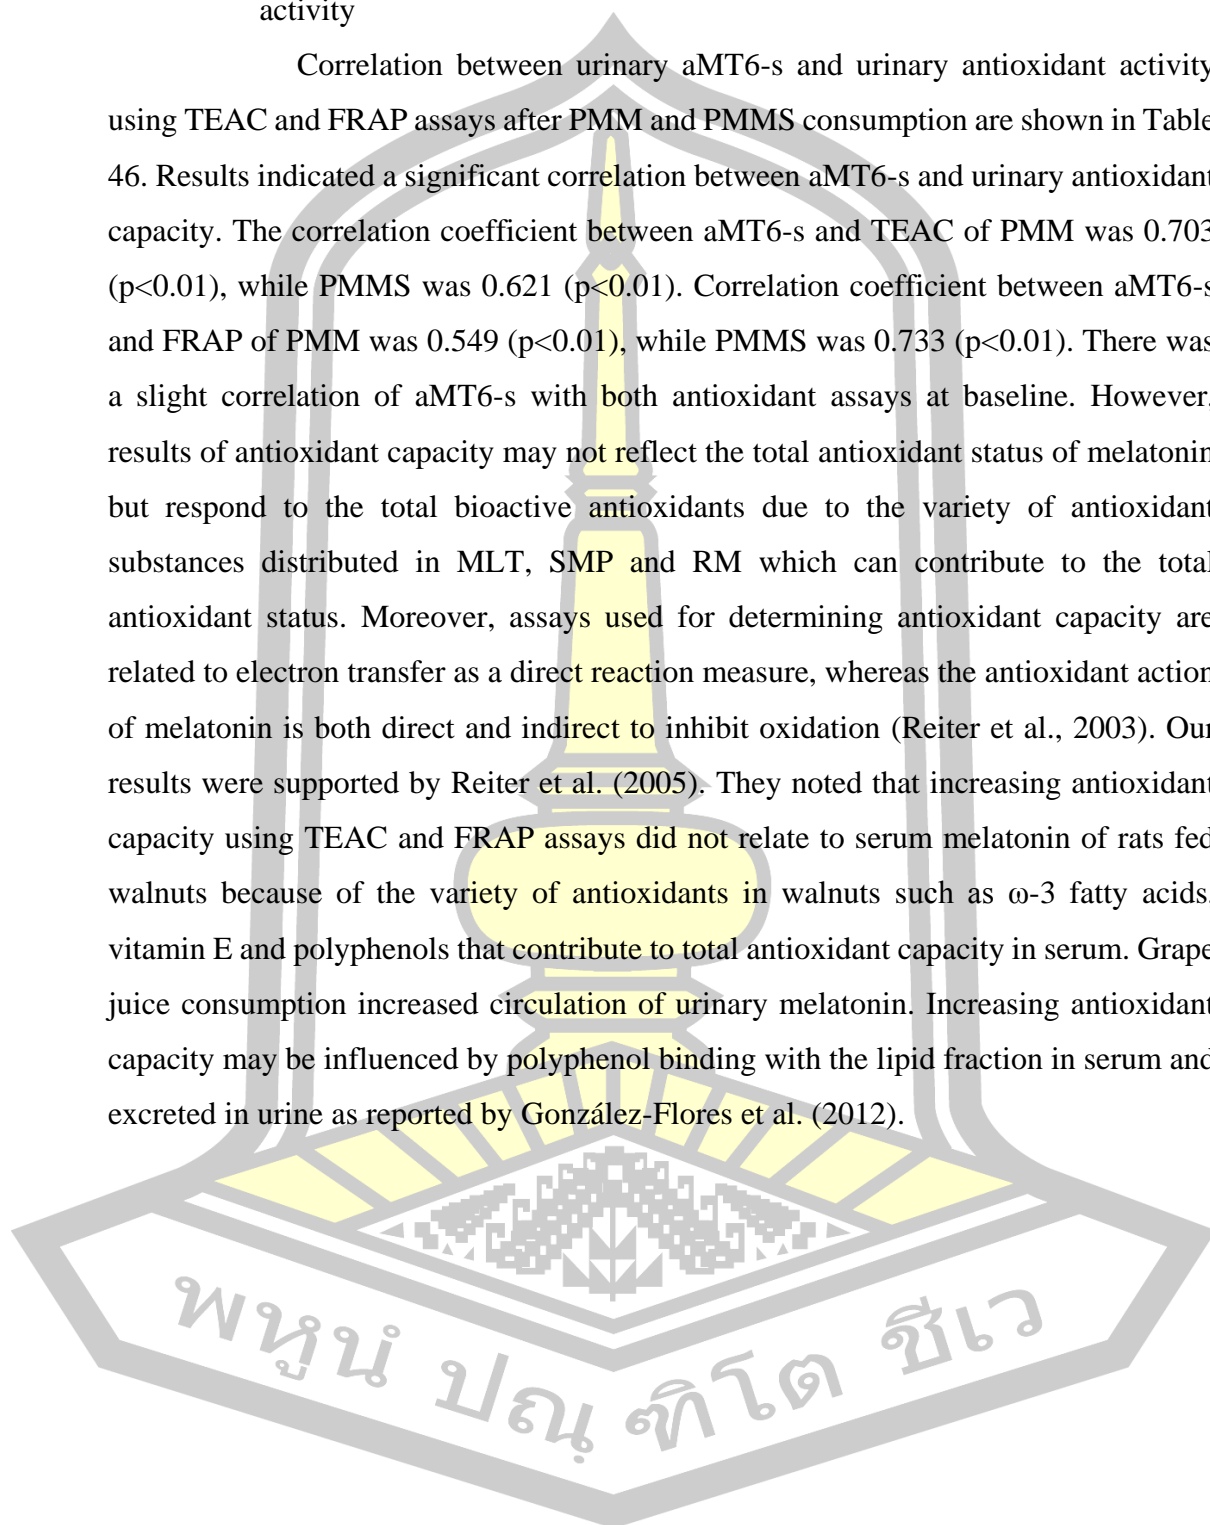 activity
Correlation between urinary aMT6-s and urinary antioxidant activity
using TEAC and FRAP assays after PMM and PMMS consumption are shown in Table
46. Results indicated a significant correlation between aMT6-s and urinary antioxidant
capacity. The correlation coefficient between aMT6-s and TEAC of PMM was 0.703
(p<0.01), while PMMS was 0.621 (p<0.01). Correlation coefficient between aMT6-s
and FRAP of PMM was 0.549 (p<0.01), while PMMS was 0.733 (p<0.01). There was
a slight correlation of aMT6-s with both antioxidant assays at baseline. However,
results of antioxidant capacity may not reflect the total antioxidant status of melatonin
but respond to the total bioactive antioxidants due to the variety of antioxidant
substances distributed in MLT, SMP and RM which can contribute to the total
antioxidant status. Moreover, assays used for determining antioxidant capacity are
related to electron transfer as a direct reaction measure, whereas the antioxidant action
of melatonin is both direct and indirect to inhibit oxidation (Reiter et al., 2003). Our
results were supported by Reiter et al. (2005). They noted that increasing antioxidant
capacity using TEAC and FRAP assays did not relate to serum melatonin of rats fed
walnuts because of the variety of antioxidants in walnuts such as ω-3 fatty acids,
vitamin E and polyphenols that contribute to total antioxidant capacity in serum. Grape
juice consumption increased circulation of urinary melatonin. Increasing antioxidant
capacity may be influenced by polyphenol binding with the lipid fraction in serum and
excreted in urine as reported by González-Flores et al. (2012).
พหูนํ ปณฺ ฑิโต ชีเว